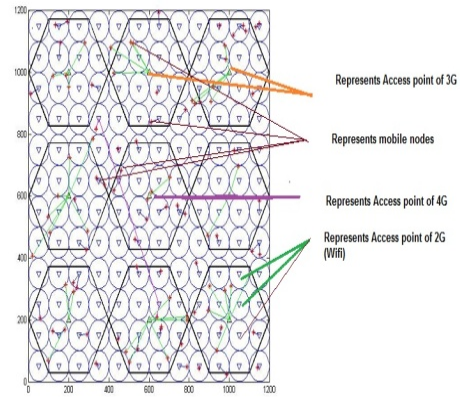 1200
1000
800
600
400
200
0
0 200 400 600 800 1000 1200
Represents Access point of 3G
Represents mobile nodes
Represents Access point of 4G
Represents Access point of 2G
(Wifi)